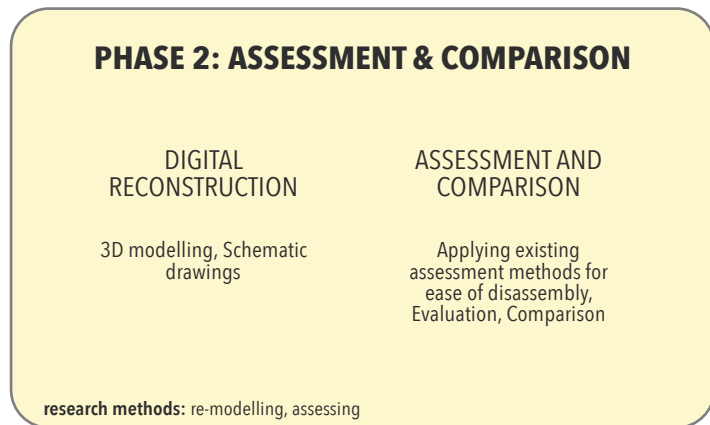 PHASE 2: ASSESSMENT & COMPARISON
DIGITAL
RECONSTRUCTION
3D modelling, Schematic
drawings
ASSESSMENT AND
COMPARISON
Applying existing
assessment methods for
ease of disassembly,
Evaluation, Comparison
research methods: re-modelling, assessing